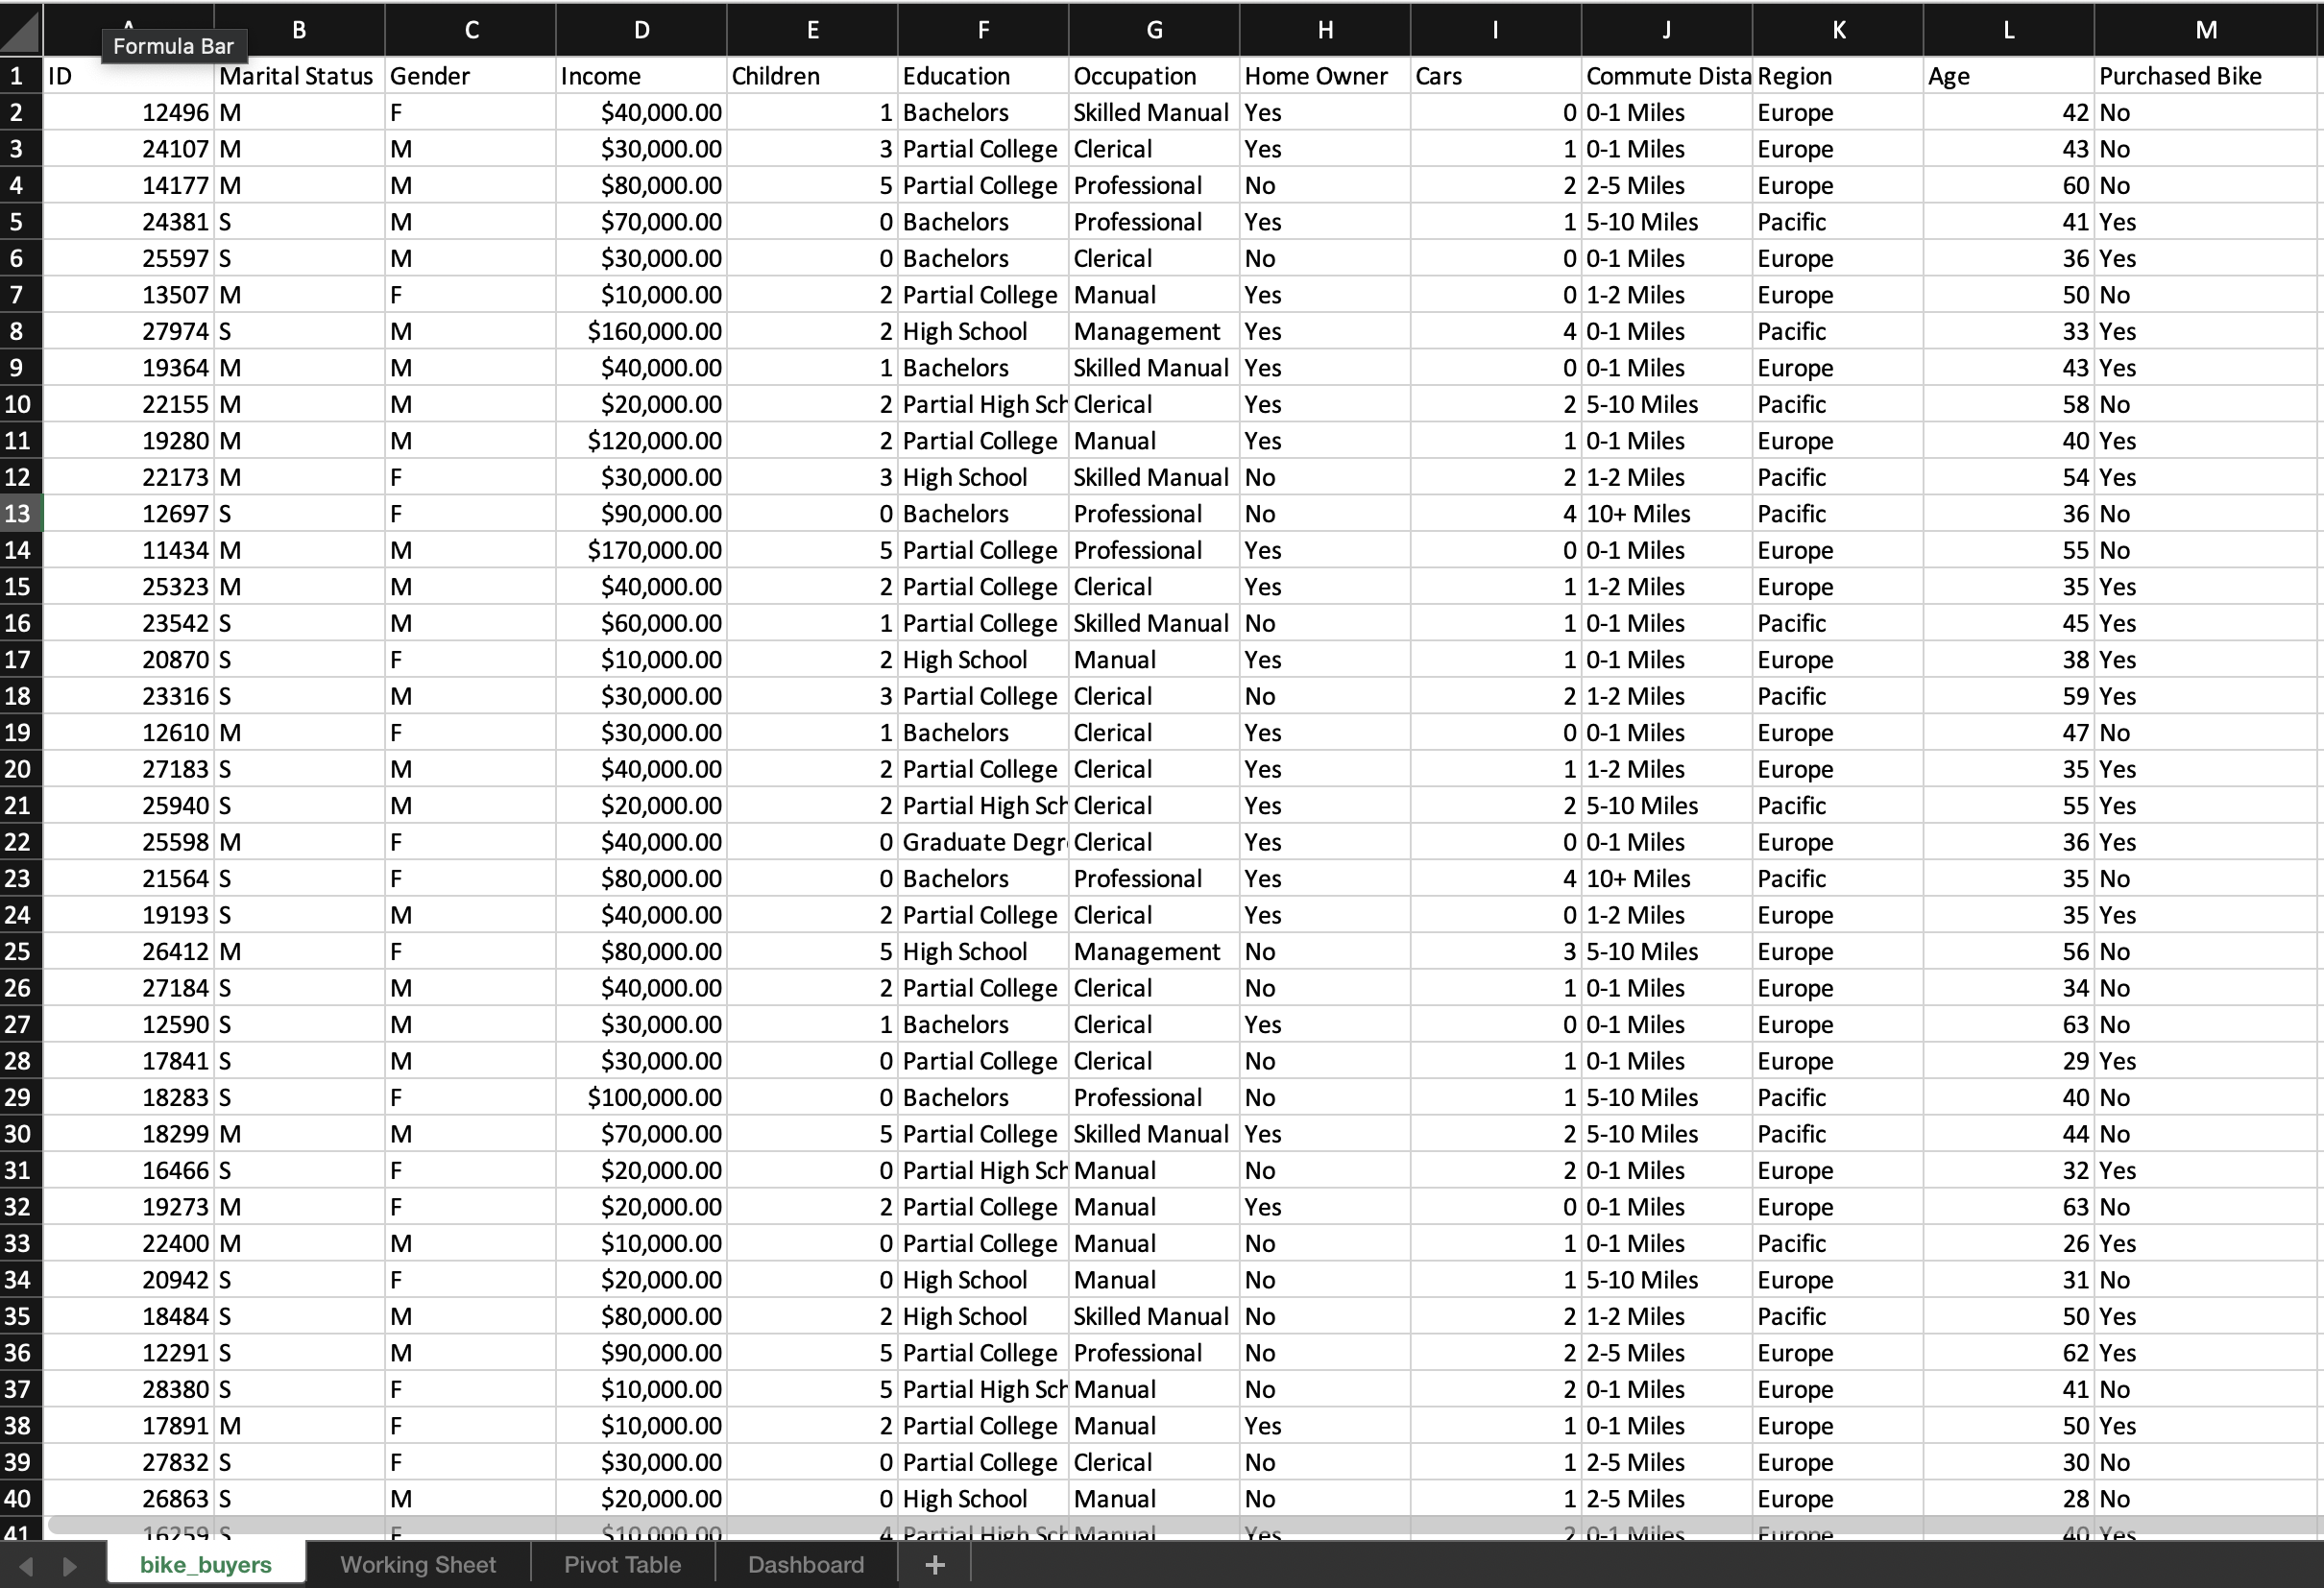 A B C D E F G H I J K L M
Formula Bar
1 ID Marital Status Gender Income Children Education Occupation Home Owner Cars Commute Dista Region Age Purchased Bike
2 12496 M F $40,000.00 1 Bachelors Skilled Manual Yes 0 0-1 Miles Europe 42 No
3 24107 M M $30,000.00 3 Partial College Clerical Yes 1 0-1 Miles Europe 43 No
4 14177 M M $80,000.00 5 Partial College Professional No 2 2-5 Miles Europe 60 No
5 24381 S M $70,000.00 0 Bachelors Professional Yes 1 5-10 Miles Pacific 41 Yes
6 25597 S M $30,000.00 0 Bachelors Clerical No 0 0-1 Miles Europe 36 Yes
7 13507 M F $10,000.00 2 Partial College Manual Yes 0 1-2 Miles Europe 50 No
8 27974 S M $160,000.00 2 High School Management Yes 4 0-1 Miles Pacific 33 Yes
9 19364 M M $40,000.00 1 Bachelors Skilled Manual Yes 0 0-1 Miles Europe 43 Yes
10 22155 M M $20,000.00 2 Partial High Sch Clerical Yes 2 5-10 Miles Pacific 58 No
11 19280 M M $120,000.00 2 Partial College Manual Yes 1 0-1 Miles Europe 40 Yes
12 22173 M F $30,000.00 3 High School Skilled Manual No 2 1-2 Miles Pacific 54 Yes
13 12697 S F $90,000.00 0 Bachelors Professional No 4 10+ Miles Pacific 36 No
14 11434 M M $170,000.00 5 Partial College Professional Yes 0 0-1 Miles Europe 55 No
15 25323 M M $40,000.00 2 Partial College Clerical Yes 1 1-2 Miles Europe 35 Yes
16 23542 S M $60,000.00 1 Partial College Skilled Manual No 1 0-1 Miles Pacific 45 Yes
17 20870 S F $10,000.00 2 High School Manual Yes 1 0-1 Miles Europe 38 Yes
18 23316 S M $30,000.00 3 Partial College Clerical No 2 1-2 Miles Pacific 59 Yes
19 12610 M F $30,000.00 1 Bachelors Clerical Yes 0 0-1 Miles Europe 47 No
20 27183 S M $40,000.00 2 Partial College Clerical Yes 1 1-2 Miles Europe 35 Yes
21 25940 S M $20,000.00 2 Partial High Sch Clerical Yes 2 5-10 Miles Pacific 55 Yes
22 25598 M F $40,000.00 0 Graduate Degr Clerical Yes 0 0-1 Miles Europe 36 Yes
23 21564 S F $80,000.00 0 Bachelors Professional Yes 4 10+ Miles Pacific 35 No
24 19193 S M $40,000.00 2 Partial College Clerical Yes 0 1-2 Miles Europe 35 Yes
25 26412 M F $80,000.00 5 High School Management No 3 5-10 Miles Europe 56 No
26 27184 S M $40,000.00 2 Partial College Clerical No 1 0-1 Miles Europe 34 No
27 12590 S M $30,000.00 1 Bachelors Clerical Yes 0 0-1 Miles Europe 63 No
28 17841 S M $30,000.00 0 Partial College Clerical No 1 0-1 Miles Europe 29 Yes
29 18283 S F $100,000.00 0 Bachelors Professional No 1 5-10 Miles Pacific 40 No
30 18299 M M $70,000.00 5 Partial College Skilled Manual Yes 2 5-10 Miles Pacific 44 No
31 16466 S F $20,000.00 0 Partial High Sch Manual No 2 0-1 Miles Europe 32 Yes
32 19273 M F $20,000.00 2 Partial College Manual Yes 0 0-1 Miles Europe 63 No
33 22400 M M $10,000.00 0 Partial College Manual No 1 0-1 Miles Pacific 26 Yes
34 20942 S F $20,000.00 0 High School Manual No 1 5-10 Miles Europe 31 No
35 18484 S M $80,000.00 2 High School Skilled Manual No 2 1-2 Miles Pacific 50 Yes
36 12291 S M $90,000.00 5 Partial College Professional No 2 2-5 Miles Europe 62 Yes
37 28380 S F $10,000.00 5 Partial High Sch Manual No 2 0-1 Miles Europe 41 No
38 17891 M F $10,000.00 2 Partial College Manual Yes 1 0-1 Miles Europe 50 Yes
39 27832 S F $30,000.00 0 Partial College Clerical No 1 2-5 Miles Europe 30 No
40 26863 S M $20,000.00 0 High School Manual No 1 2-5 Miles Europe 28 No
41 16259 S F $10,000.00 4 Partial High Sch Manual Yes 2 0-1 Miles Europe 40 Yes
bike_buyers Working Sheet Pivot Table Dashboard +